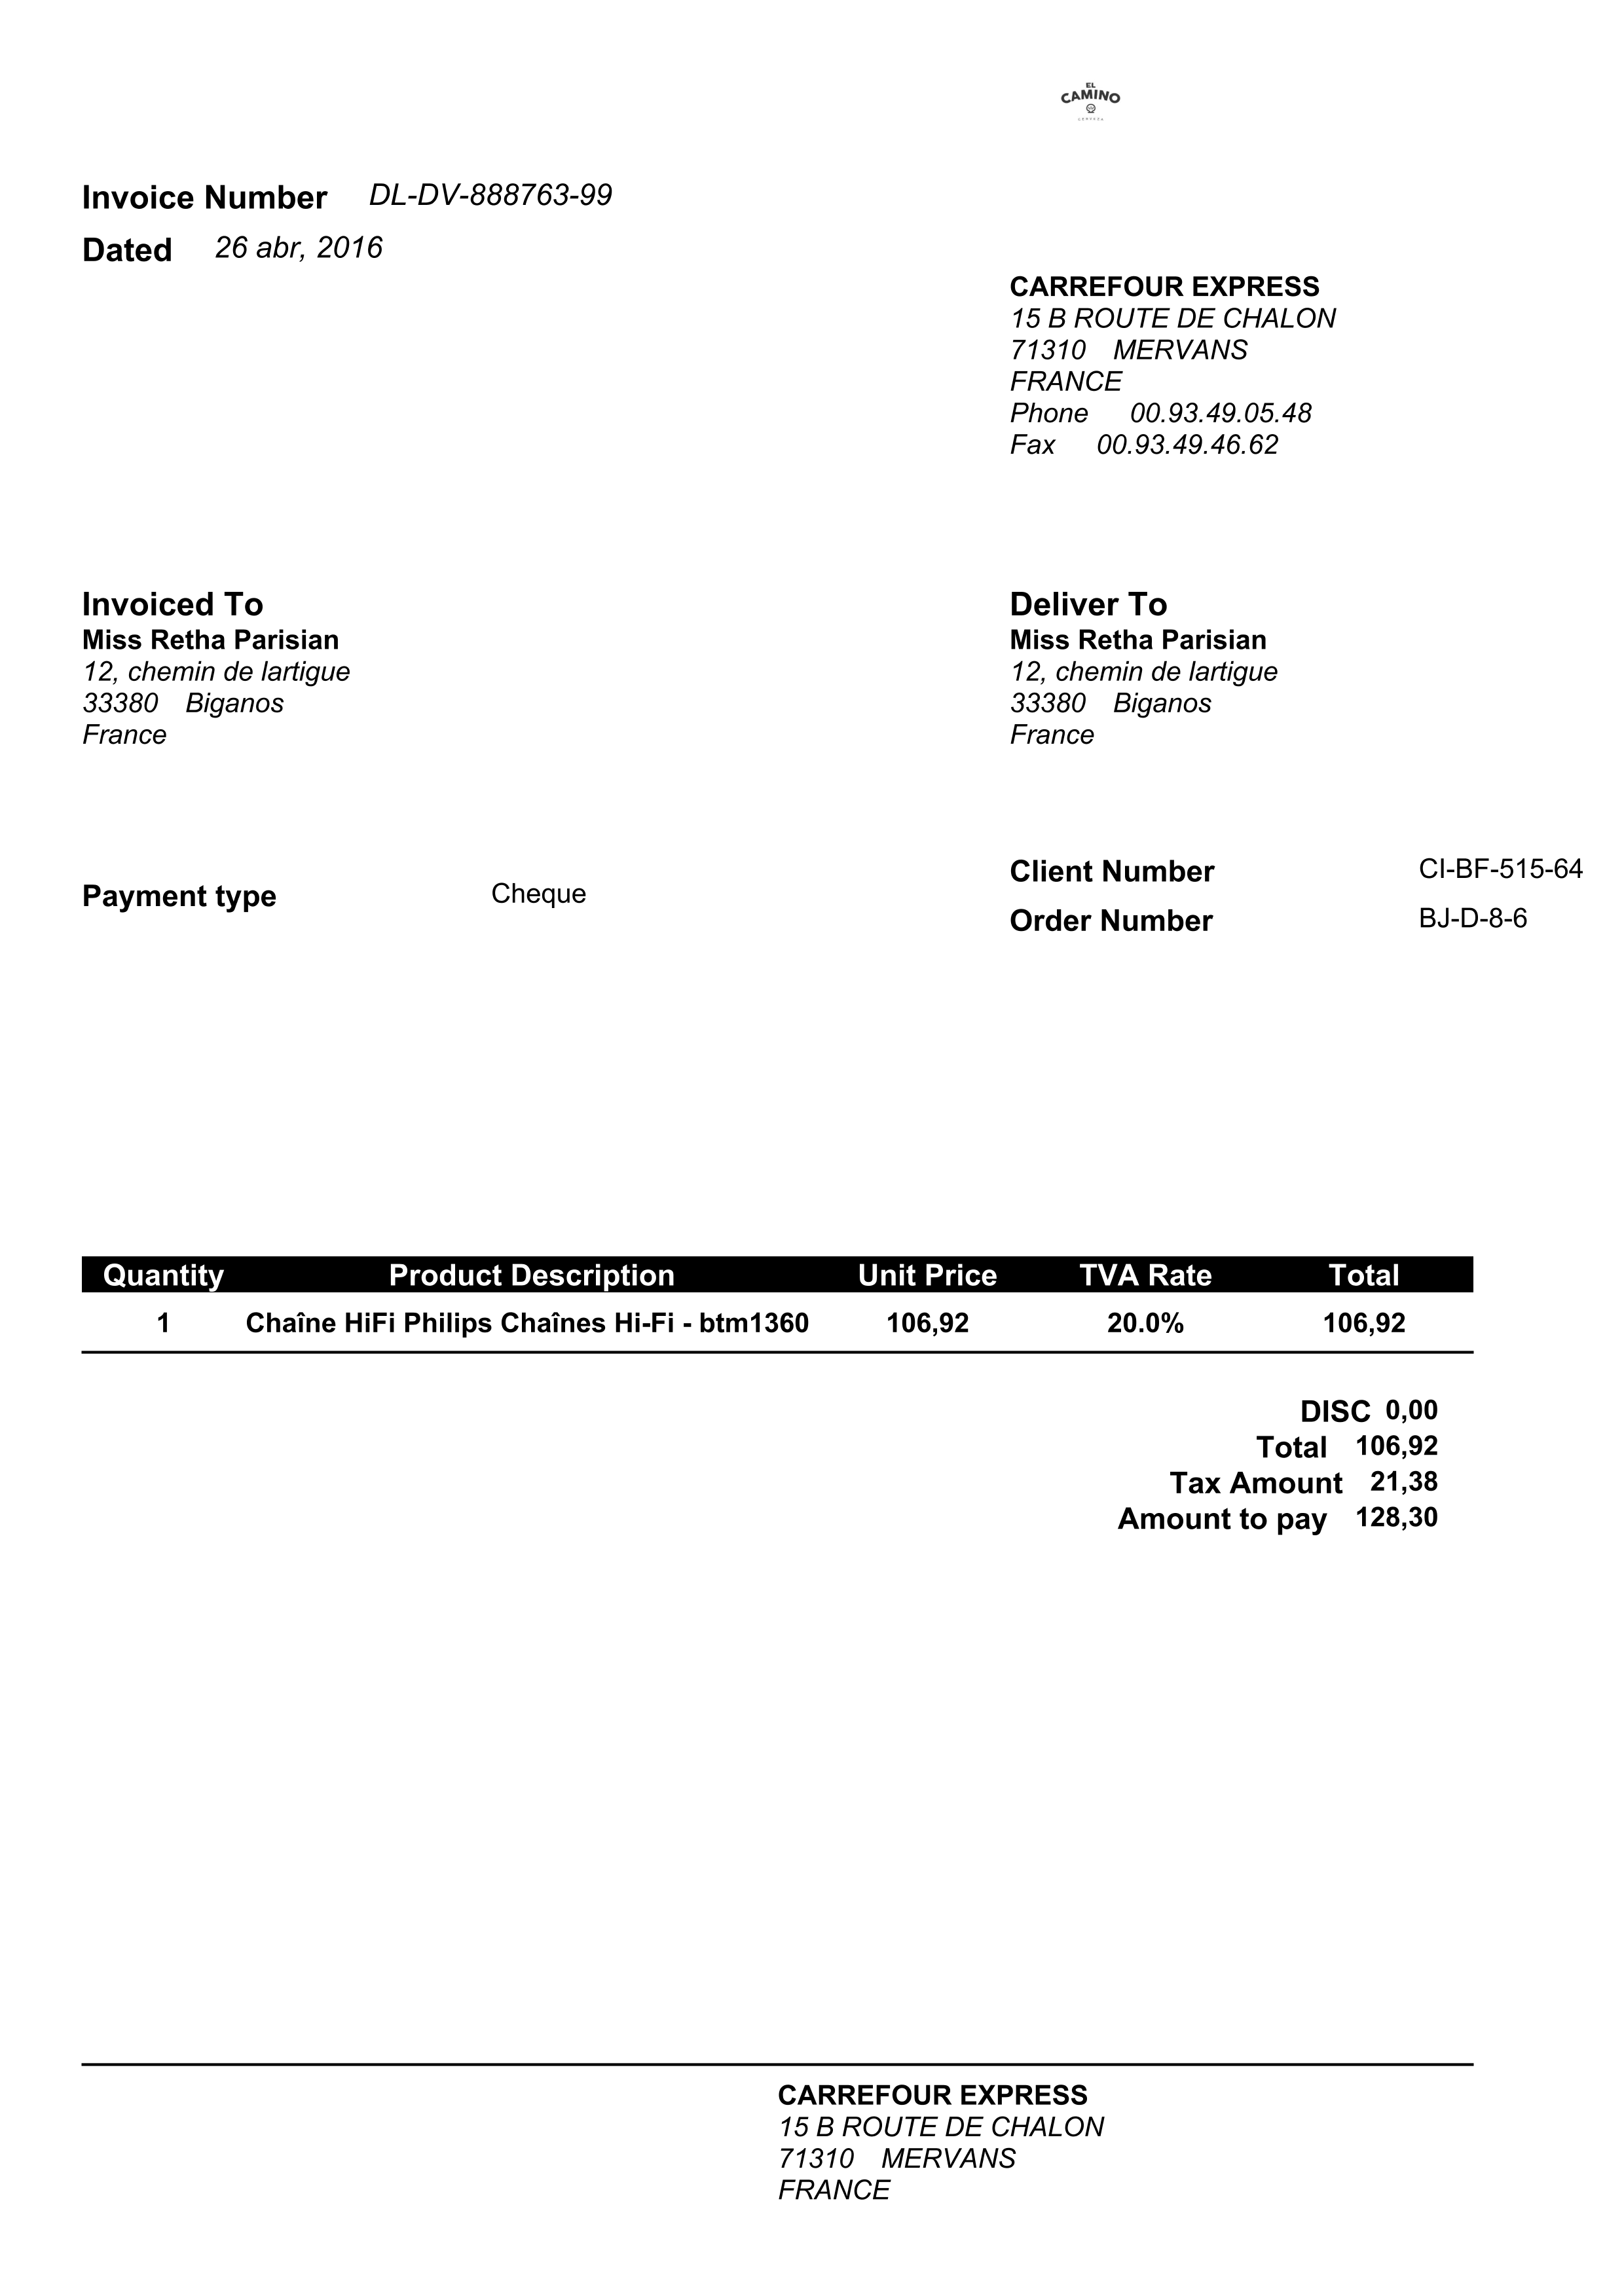 EL
CAMINO
CERVEZA
Invoice Number DL-DV-888763-99
Dated 26 abr, 2016
CARREFOUR EXPRESS
15 B ROUTE DE CHALON
71310 MERVANS
FRANCE
Phone 00.93.49.05.48
Fax 00.93.49.46.62
Invoiced To
Miss Retha Parisian
12, chemin de lartigue
33380 Biganos
France
Deliver To
Miss Retha Parisian
12, chemin de lartigue
33380 Biganos
France
Payment type Cheque
Client Number CI-BF-515-64
Order Number BJ-D-8-6
Quantity Product Description Unit Price TVA Rate Total
1 Chaîne HiFi Philips Chaînes Hi-Fi - btm1360 106,92 20.0% 106,92
DISC 0,00
Total 106,92
Tax Amount 21,38
Amount to pay 128,30
CARREFOUR EXPRESS
15 B ROUTE DE CHALON
71310 MERVANS
FRANCE